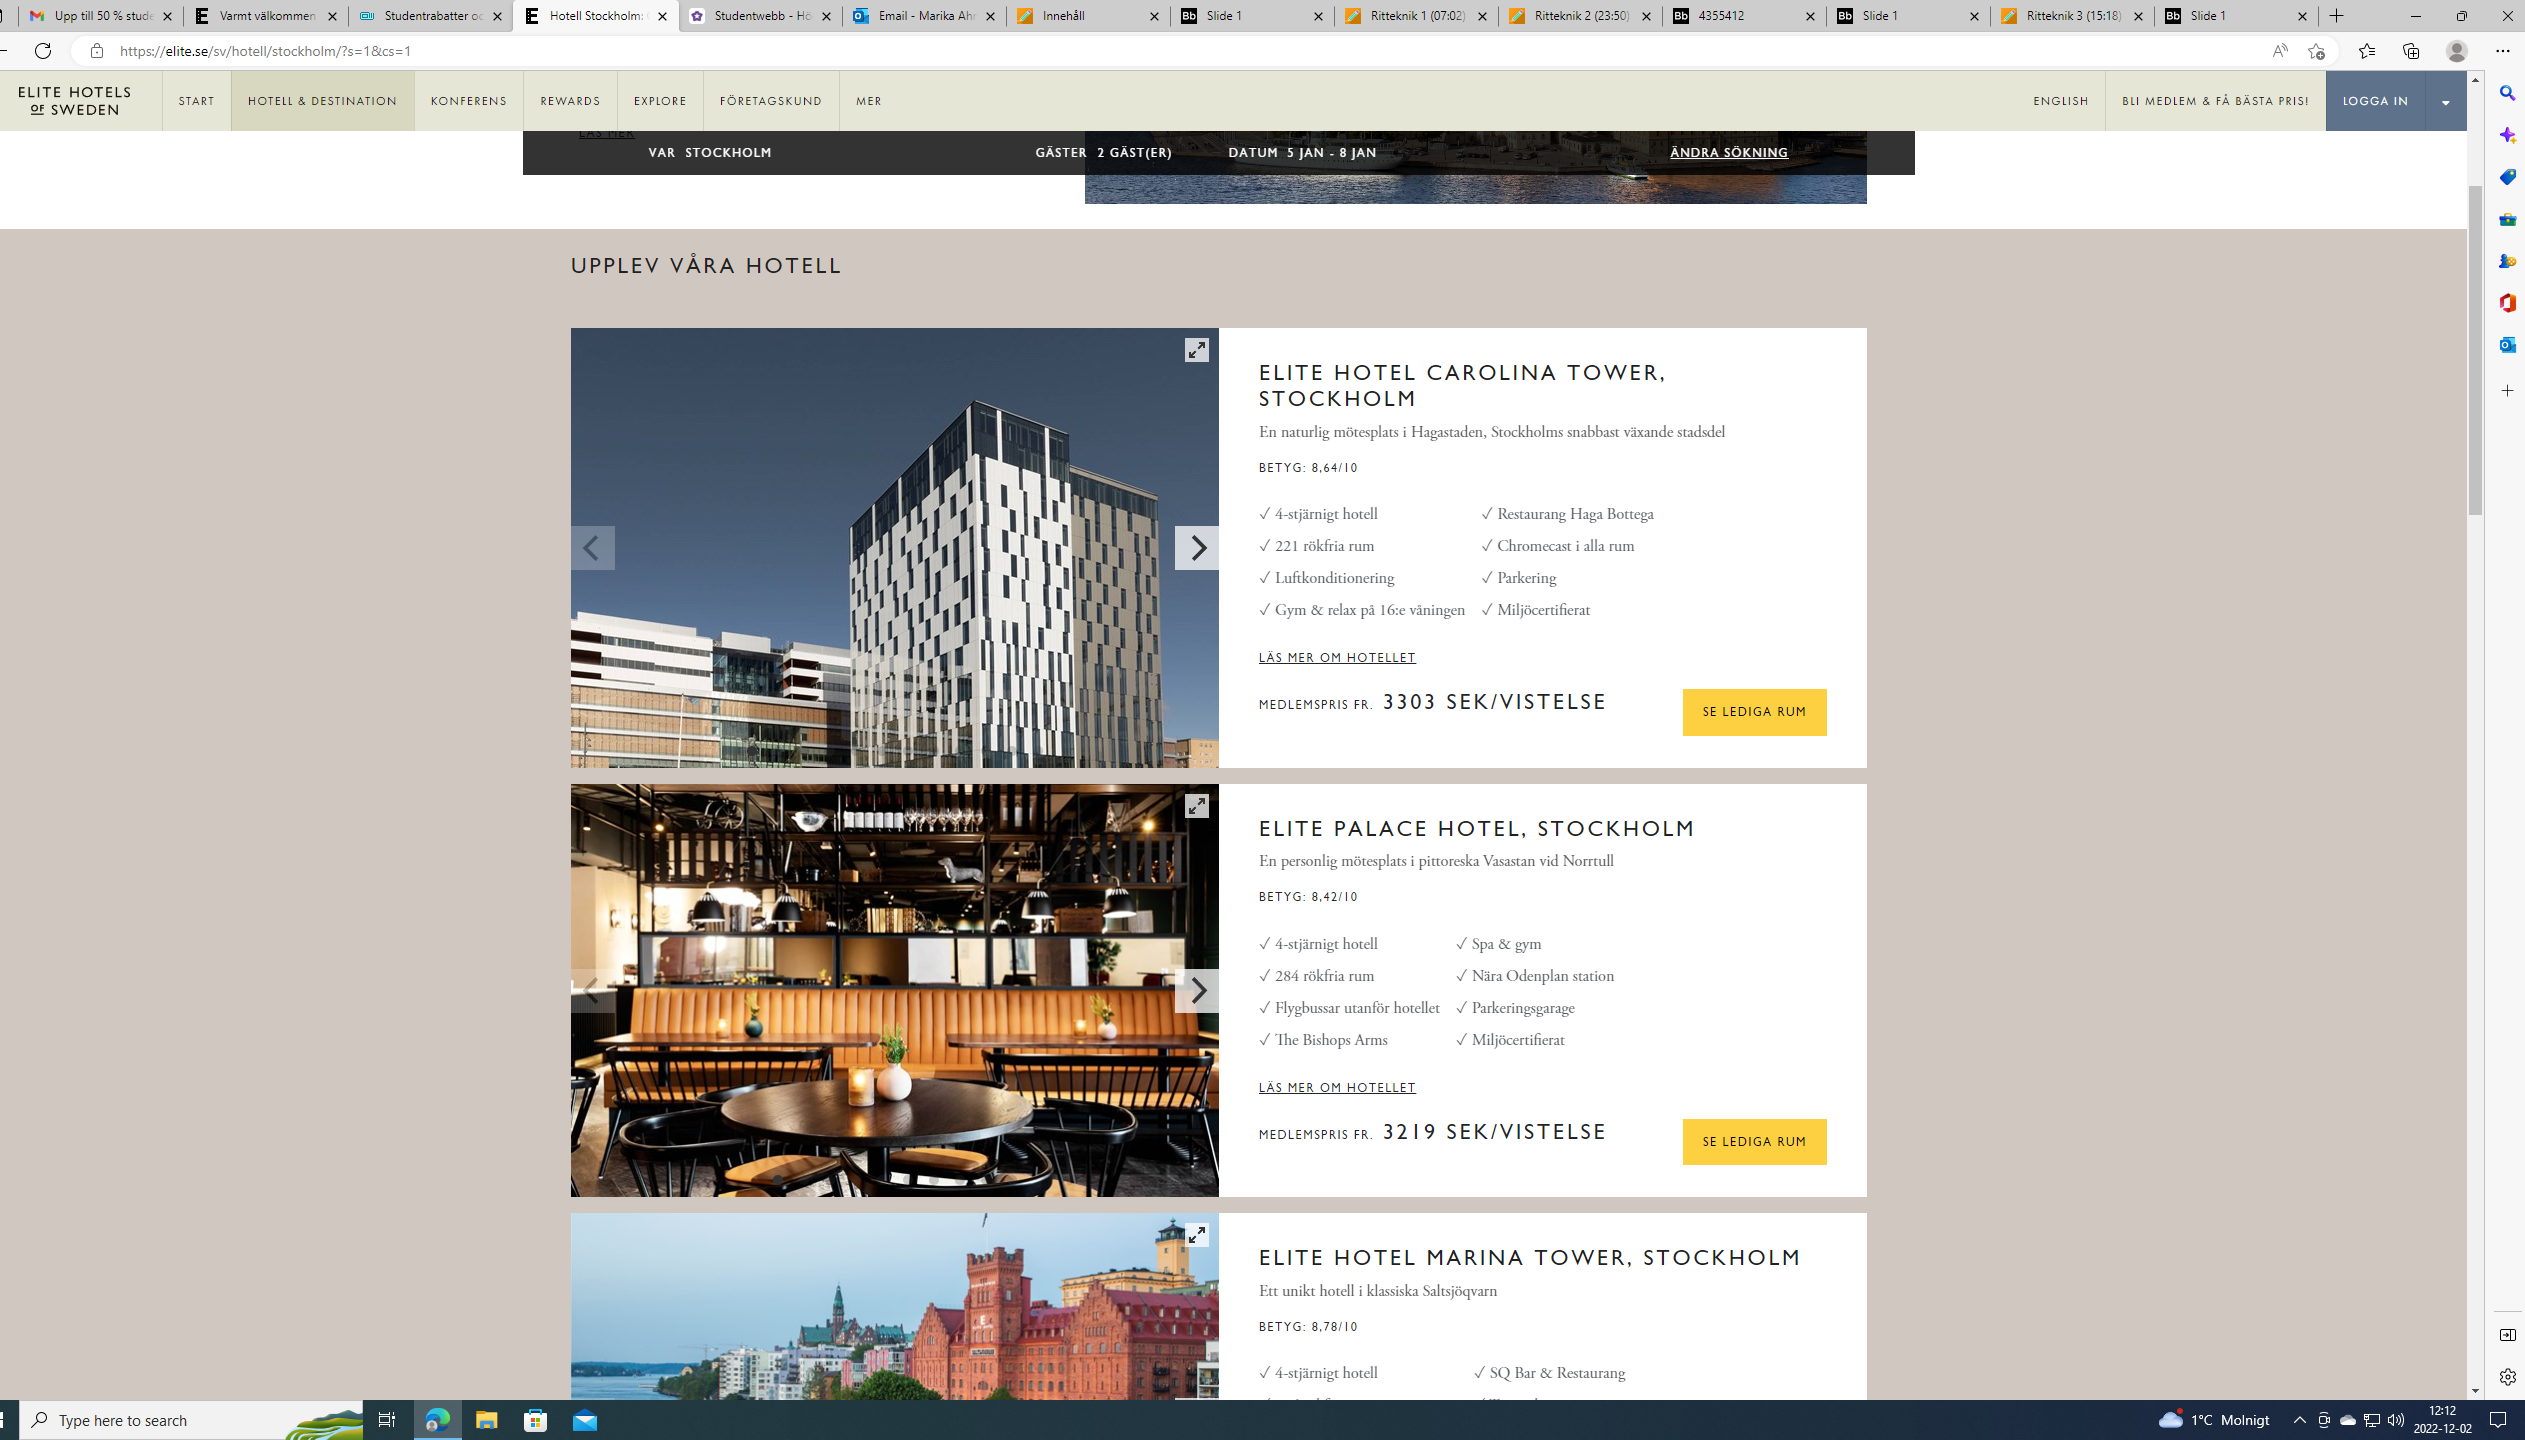 Upp till 50 % stude
Varmt välkommen
Studentrabatter oc
Hotell Stockholm:
Studentwebb - Hö
Email - Marika Ahr
Innehåll
Slide 1
Ritteknik 1 (07:02)
Ritteknik 2 (23:50)
4355412
Slide 1
Ritteknik 3 (15:18)
Slide 1
https://elite.se/sv/hotell/stockholm/?s=1&cs=1
ELITE HOTELS
OF SWEDEN
START
HOTELL & DESTINATION
KONFERENS
REWARDS
EXPLORE
FÖRETAGSKUND
MER
ENGLISH
BLI MEDLEM & FÅ BÄSTA PRIS!
LOGGA IN
LÄS MER
VAR STOCKHOLM
GÄSTER 2 GÄST(ER)
DATUM 5 JAN - 8 JAN
ÄNDRA SÖKNING
UPPLEV VÅRA HOTELL
ELITE HOTEL CAROLINA TOWER,
STOCKHOLM
En naturlig mötesplats i Hagastaden, Stockholms snabbast växande stadsdel
BETYG: 8,64/10
✓ 4-stjärnigt hotell
✓ Restaurang Haga Bottega
✓ 221 rökfria rum
✓ Chromecast i alla rum
✓ Luftkonditionering
✓ Parkering
✓ Gym & relax på 16:e våningen
✓ Miljöcertifierat
LÄS MER OM HOTELLET
MEDLEMSPRIS FR. 3303 SEK/VISTELSE
SE LEDIGA RUM
ELITE PALACE HOTEL, STOCKHOLM
En personlig mötesplats i pittoreska Vasastan vid Norrtull
BETYG: 8,42/10
✓ 4-stjärnigt hotell
✓ Spa & gym
✓ 284 rökfria rum
✓ Nära Odenplan station
✓ Flygbussar utanför hotellet
✓ Parkeringsgarage
✓ The Bishops Arms
✓ Miljöcertifierat
LÄS MER OM HOTELLET
MEDLEMSPRIS FR. 3219 SEK/VISTELSE
SE LEDIGA RUM
ELITE HOTEL MARINA TOWER, STOCKHOLM
Ett unikt hotell i klassiska Saltsjöqvarn
BETYG: 8,78/10
✓ 4-stjärnigt hotell
✓ SQ Bar & Restaurang
Type here to search
1°C Molnigt
12:12
2022-12-02